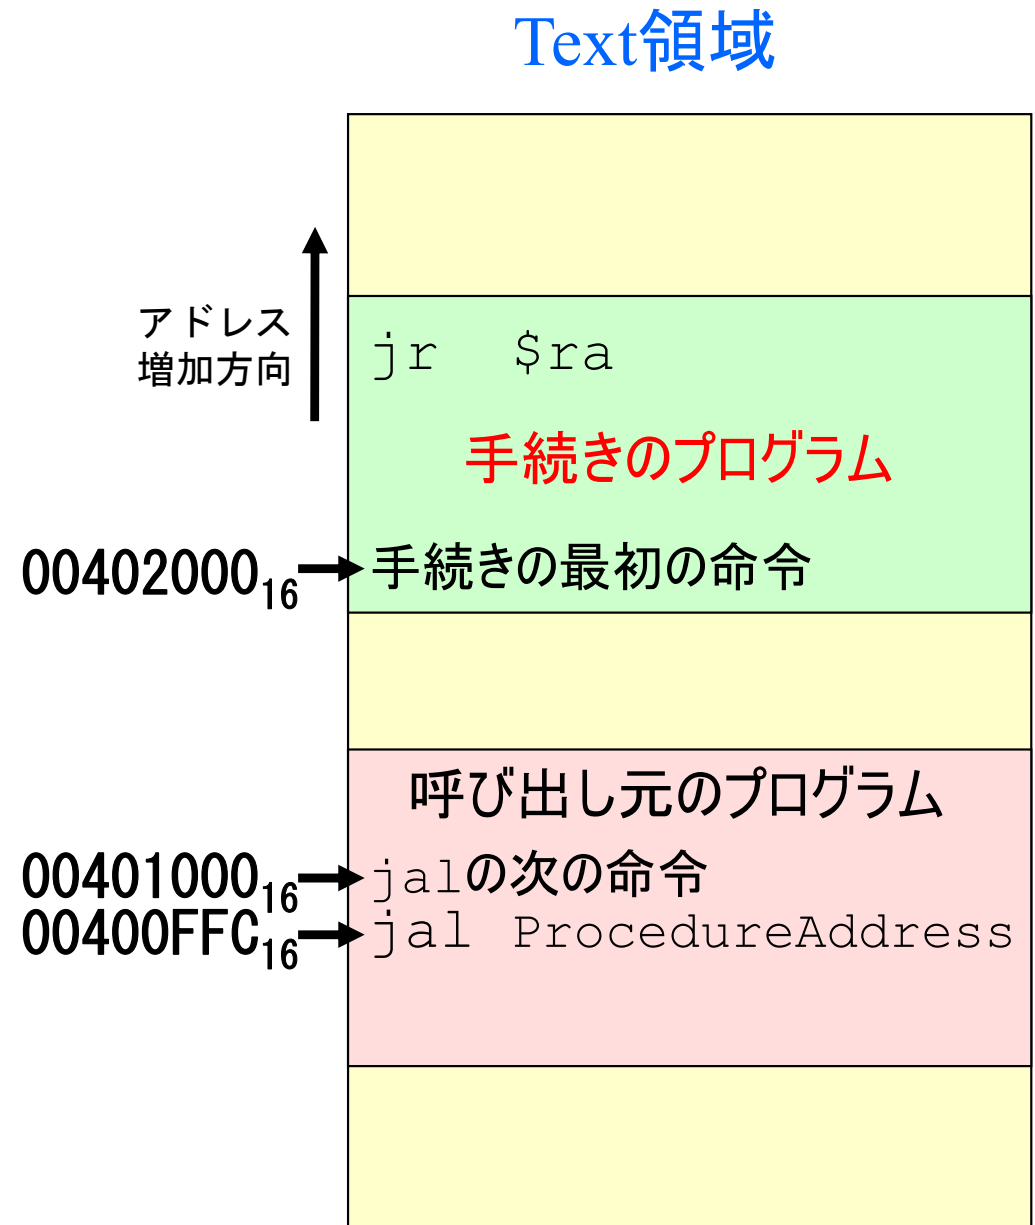 Text領域
アドレス
増加方向
jr $ra
手続きのプログラム
00402000₁₆
手続きの最初の命令
呼び出し元のプログラム
00401000₁₆
jalの次の命令
00400FFC₁₆
jal ProcedureAddress